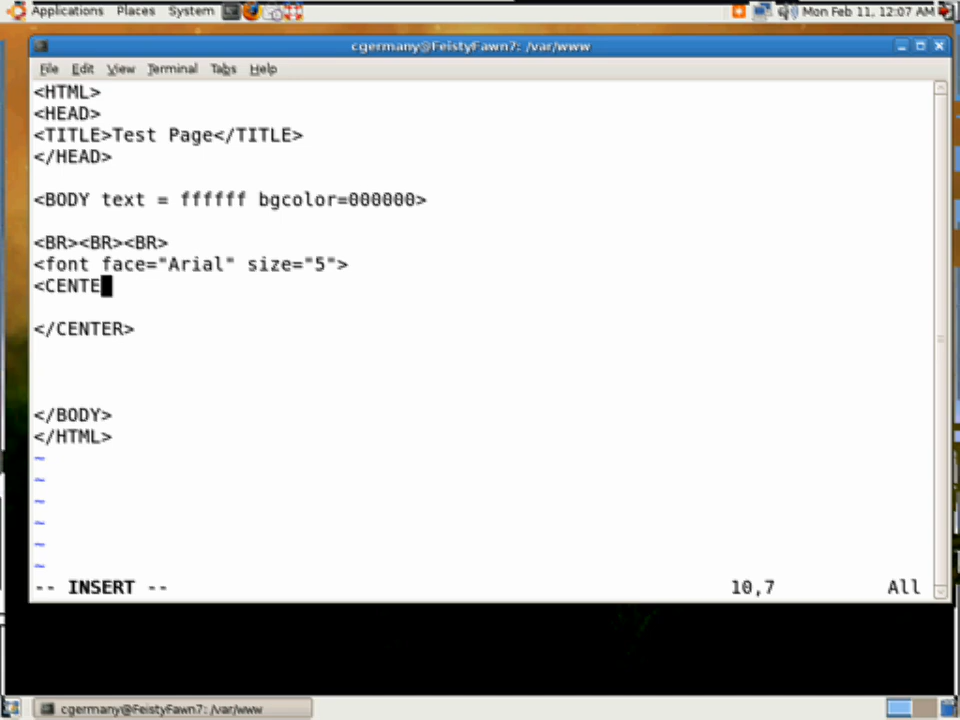 Applications Places System Mon Feb 11, 12:07 AM
cgermany@FeistyFawn7: /var/www
File Edit View Terminal Tabs Help
<HTML>
<HEAD>
<TITLE>Test Page</TITLE>
</HEAD>
<BODY text = ffffff bgcolor=000000>
<BR><BR><BR>
<font face="Arial" size="5">
<CENTE
</CENTER>
</BODY>
</HTML>
~
~
~
~
~
~
-- INSERT -- 10,7 All
cgermany@FeistyFawn7: /var/www